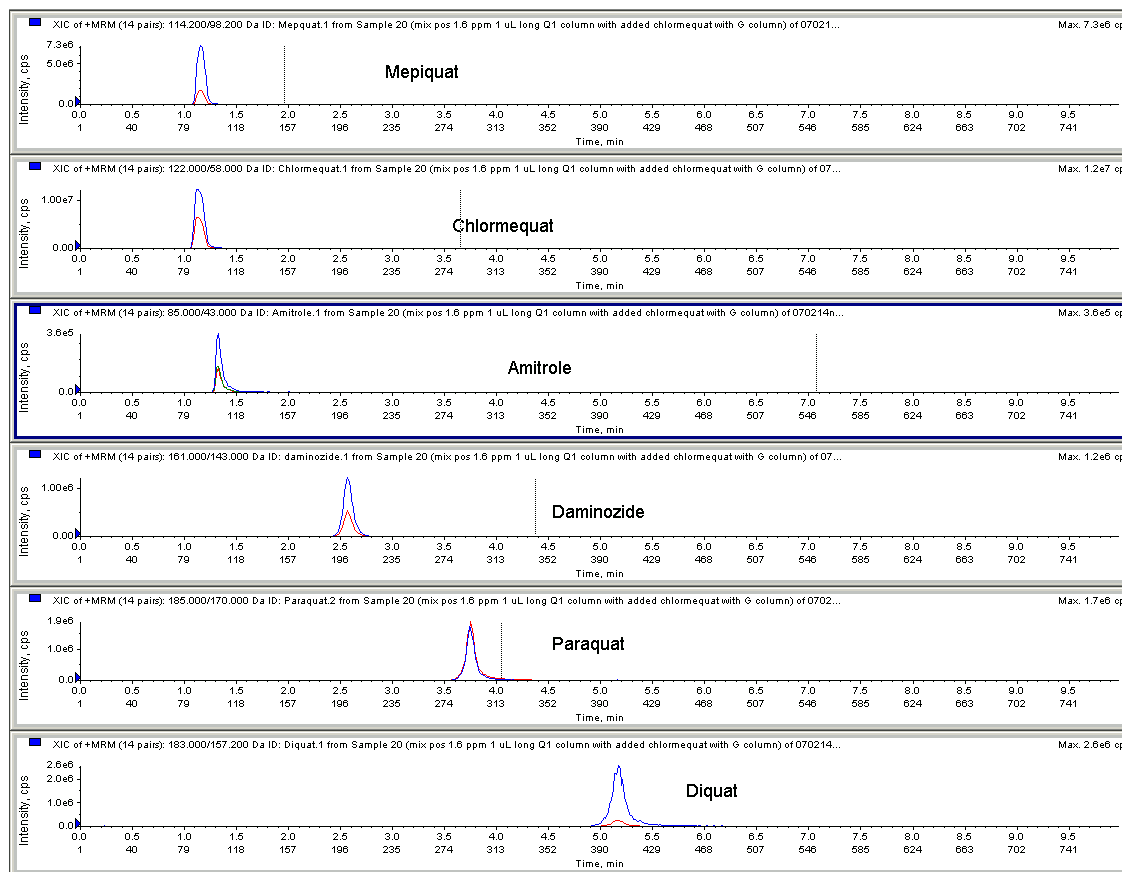 XIC of +MRM (14 pairs): 114.200/98.200 Da ID: Mepquat.1 from Sample 20 (mix pos 1.6 ppm 1 uL long Q1 column with added chlormequat with G column) of 07021... Max. 7.3e6 cp
Intensity, cps
7.3e6
5.0e6
0.0
Mepiquat
0.0 0.5 1.0 1.5 2.0 2.5 3.0 3.5 4.0 4.5 5.0 5.5 6.0 6.5 7.0 7.5 8.0 8.5 9.0 9.5
1 40 79 118 157 196 235 274 313 352 390 429 468 507 546 585 624 663 702 741
Time, min
XIC of +MRM (14 pairs): 122.000/58.000 Da ID: Chlormequat.1 from Sample 20 (mix pos 1.6 ppm 1 uL long Q1 column with added chlormequat with G column) of 07... Max. 1.2e7 cp
Intensity, cps
1.00e7
0.00
Chlormequat
0.0 0.5 1.0 1.5 2.0 2.5 3.0 3.5 4.0 4.5 5.0 5.5 6.0 6.5 7.0 7.5 8.0 8.5 9.0 9.5
1 40 79 118 157 196 235 274 313 352 390 429 468 507 546 585 624 663 702 741
Time, min
XIC of +MRM (14 pairs): 85.000/43.000 Da ID: Amitrole.1 from Sample 20 (mix pos 1.6 ppm 1 uL long Q1 column with added chlormequat with G column) of 070214n... Max. 3.6e5 cp
Intensity, cps
3.6e5
0.0
Amitrole
0.0 0.5 1.0 1.5 2.0 2.5 3.0 3.5 4.0 4.5 5.0 5.5 6.0 6.5 7.0 7.5 8.0 8.5 9.0 9.5
1 40 79 118 157 196 235 274 313 352 390 429 468 507 546 585 624 663 702 741
Time, min
XIC of +MRM (14 pairs): 161.000/143.000 Da ID: daminozide.1 from Sample 20 (mix pos 1.6 ppm 1 uL long Q1 column with added chlormequat with G column) of 07... Max. 1.2e6 cp
Intensity, cps
1.00e6
0.00
Daminozide
0.0 0.5 1.0 1.5 2.0 2.5 3.0 3.5 4.0 4.5 5.0 5.5 6.0 6.5 7.0 7.5 8.0 8.5 9.0 9.5
1 40 79 118 157 196 235 274 313 352 390 429 468 507 546 585 624 663 702 741
Time, min
XIC of +MRM (14 pairs): 185.000/170.000 Da ID: Paraquat.2 from Sample 20 (mix pos 1.6 ppm 1 uL long Q1 column with added chlormequat with G column) of 0702... Max. 1.7e6 cp
Intensity, cps
1.9e6
1.0e6
0.0
Paraquat
0.0 0.5 1.0 1.5 2.0 2.5 3.0 3.5 4.0 4.5 5.0 5.5 6.0 6.5 7.0 7.5 8.0 8.5 9.0 9.5
1 40 79 118 157 196 235 274 313 352 390 429 468 507 546 585 624 663 702 741
Time, min
XIC of +MRM (14 pairs): 183.000/157.200 Da ID: Diquat.1 from Sample 20 (mix pos 1.6 ppm 1 uL long Q1 column with added chlormequat with G column) of 070214... Max. 2.6e6 cp
Intensity, cps
2.6e6
2.0e6
1.0e6
0.0
Diquat
0.0 0.5 1.0 1.5 2.0 2.5 3.0 3.5 4.0 4.5 5.0 5.5 6.0 6.5 7.0 7.5 8.0 8.5 9.0 9.5
1 40 79 118 157 196 235 274 313 352 390 429 468 507 546 585 624 663 702 741
Time, min